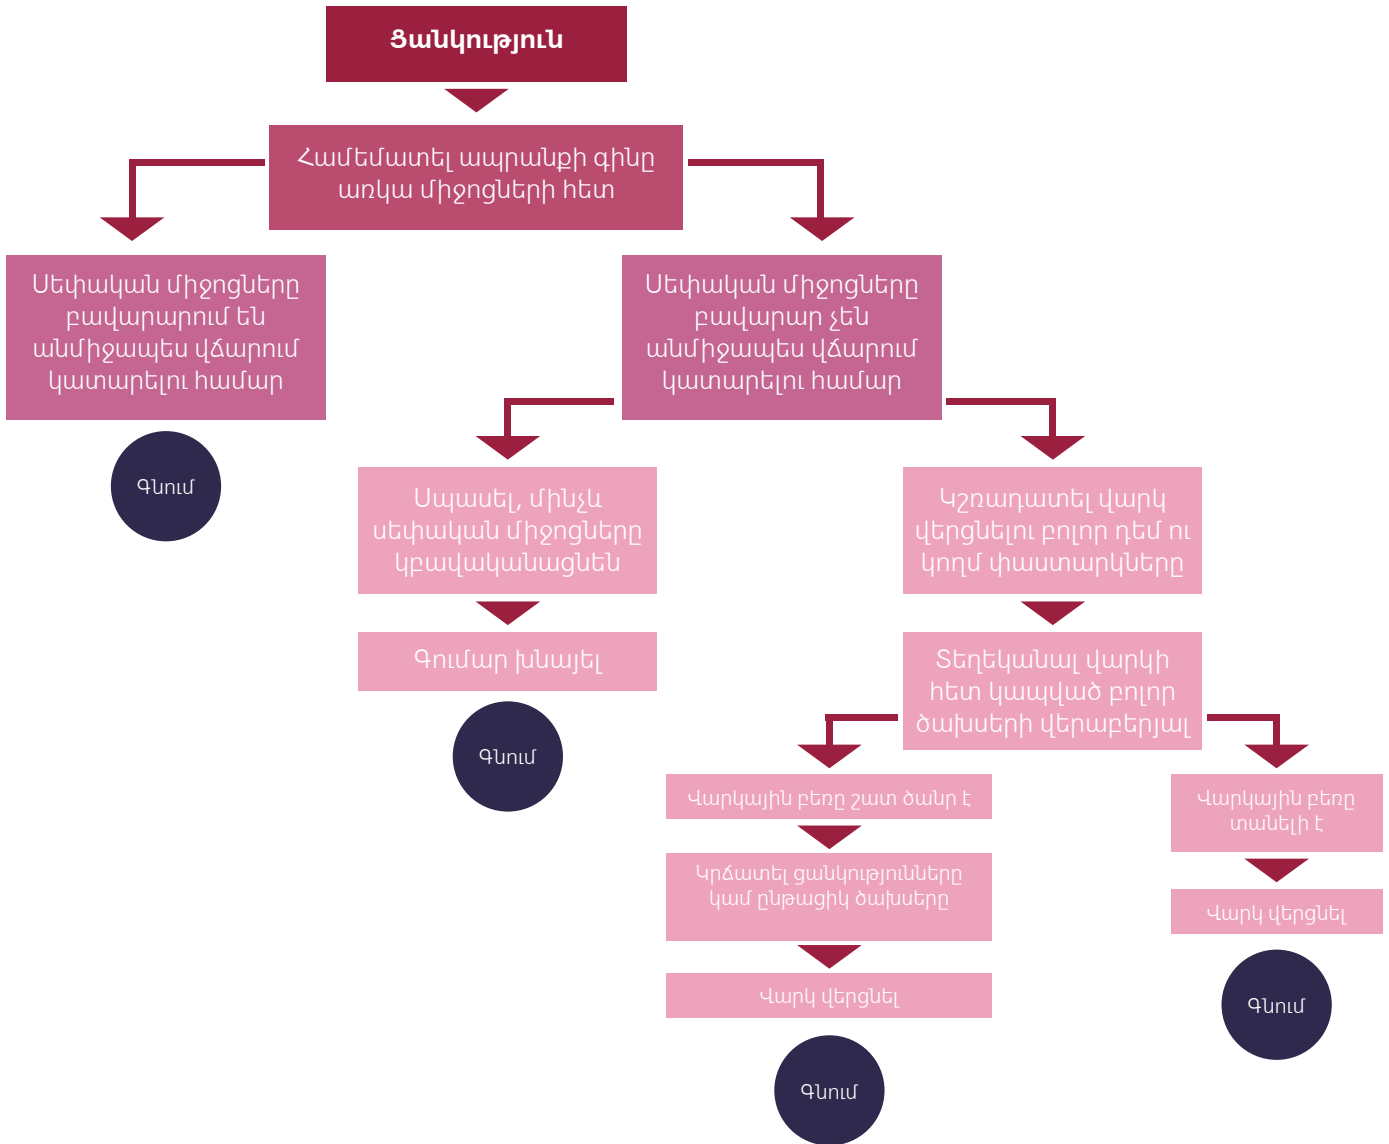 Ցանկություն
Համեմատել ապրանքի գինը
առկա միջոցների հետ
Սեփական միջոցները
բավարարում են
անմիջապես վճարում
կատարելու համար
Գնում
Սեփական միջոցները
բավարար չեն
անմիջապես վճարում
կատարելու համար
Սպասել, մինչև
սեփական միջոցները
կբավականացնեն
Գումար խնայել
Գնում
Կշռադատել վարկ
վերցնելու բոլոր դեմ ու
կողմ փաստարկները
Տեղեկանալ վարկի
հետ կապված բոլոր
ծախսերի վերաբերյալ
Վարկային բեռը շատ ծանր է
Կրճատել ցանկությունները
կամ ընթացիկ ծախսերը
Վարկ վերցնել
Գնում
Վարկային բեռը
տանելի է
Վարկ վերցնել
Գնում